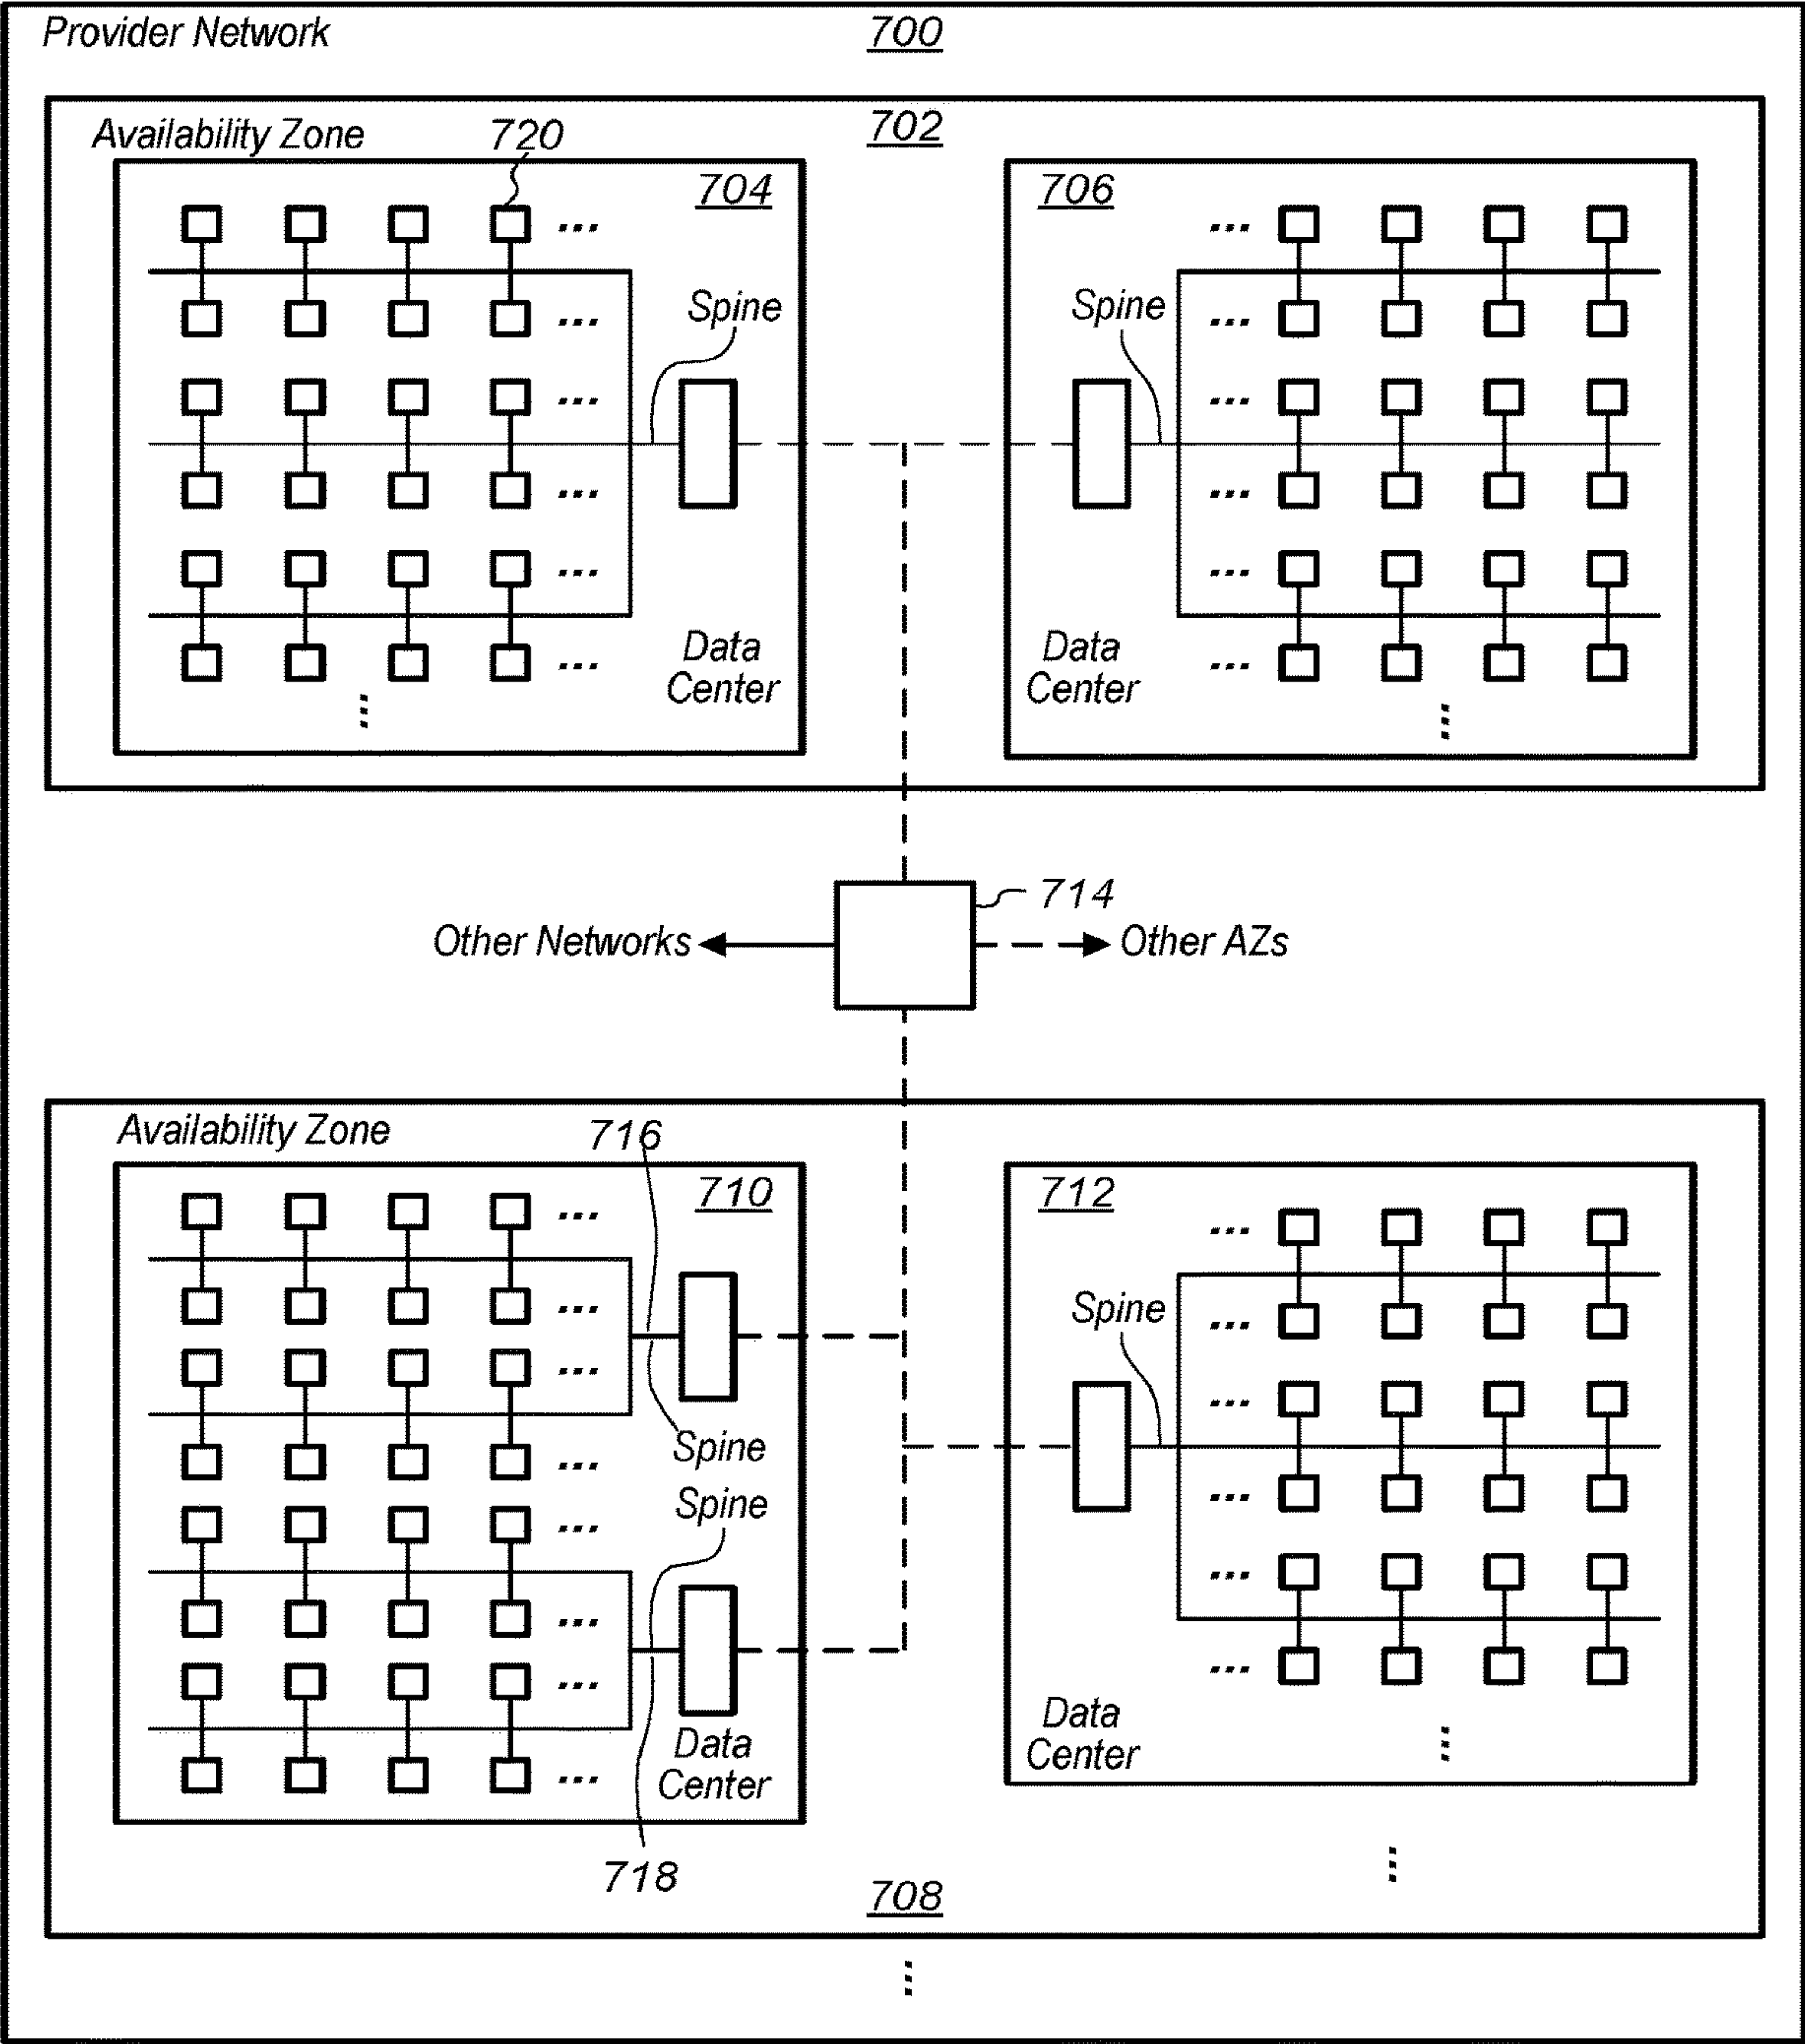 Provider Network
700
Availability Zone
720
702
704
706
...
...
...
...
Spine
Spine
...
...
...
...
...
...
...
...
Data
Center
Data
Center
...
...
714
Other Networks
Other AZs
Availability Zone
716
710
712
...
...
...
...
Spine
...
...
Spine
...
...
Spine
...
...
...
...
...
...
Data
Center
Data
Center
...
718
...
708
...